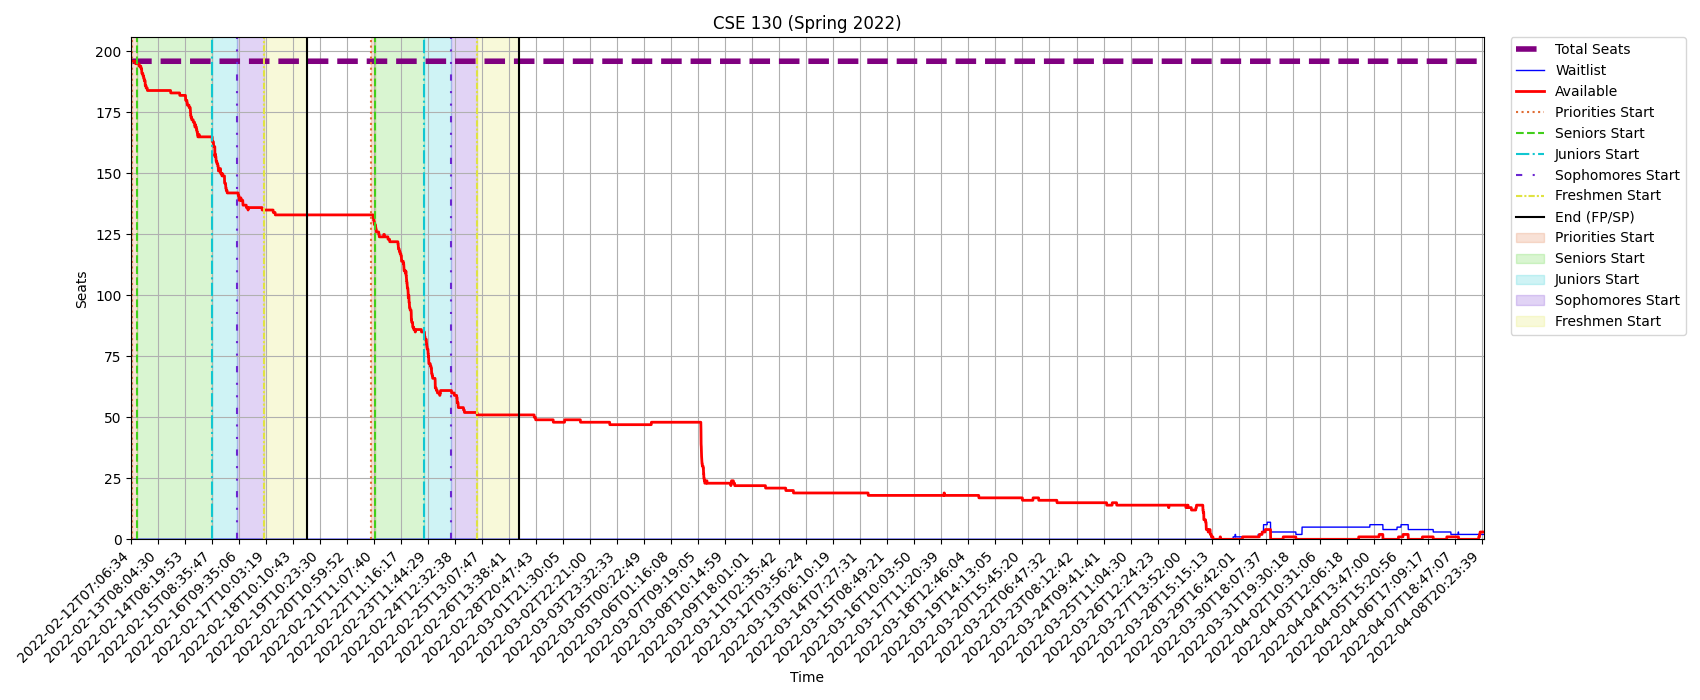 CSE 130 (Spring 2022)
Seats
200
175
150
125
100
75
50
25
0
2022-02-12T07:06:34
2022-02-13T08:04:30
2022-02-14T08:19:53
2022-02-15T08:35:47
2022-02-16T09:35:06
2022-02-17T10:03:19
2022-02-18T10:10:43
2022-02-19T10:23:30
2022-02-20T10:59:52
2022-02-21T11:07:40
2022-02-22T11:16:17
2022-02-23T11:44:29
2022-02-24T12:32:38
2022-02-25T13:07:47
2022-02-26T13:38:41
2022-02-28T20:47:43
2022-03-01T21:30:05
2022-03-02T22:21:00
2022-03-03T23:32:33
2022-03-05T00:22:49
2022-03-06T01:16:08
2022-03-07T09:19:05
2022-03-08T10:14:59
2022-03-09T18:01:01
2022-03-11T02:35:42
2022-03-12T03:56:24
2022-03-13T06:10:19
2022-03-14T07:27:31
2022-03-15T08:49:21
2022-03-16T10:03:50
2022-03-17T11:20:39
2022-03-18T12:46:04
2022-03-19T14:13:05
2022-03-20T15:45:20
2022-03-22T06:47:32
2022-03-23T08:12:42
2022-03-24T09:41:41
2022-03-25T11:04:30
2022-03-26T12:24:23
2022-03-27T13:52:00
2022-03-28T15:15:13
2022-03-29T16:42:01
2022-03-30T18:07:37
2022-03-31T19:30:18
2022-04-02T10:31:06
2022-04-03T12:06:18
2022-04-04T13:47:00
2022-04-05T15:20:56
2022-04-06T17:09:17
2022-04-07T18:47:07
2022-04-08T20:23:39
Time
Total Seats
Waitlist
Available
Priorities Start
Seniors Start
Juniors Start
Sophomores Start
Freshmen Start
End (FP/SP)
Priorities Start
Seniors Start
Juniors Start
Sophomores Start
Freshmen Start